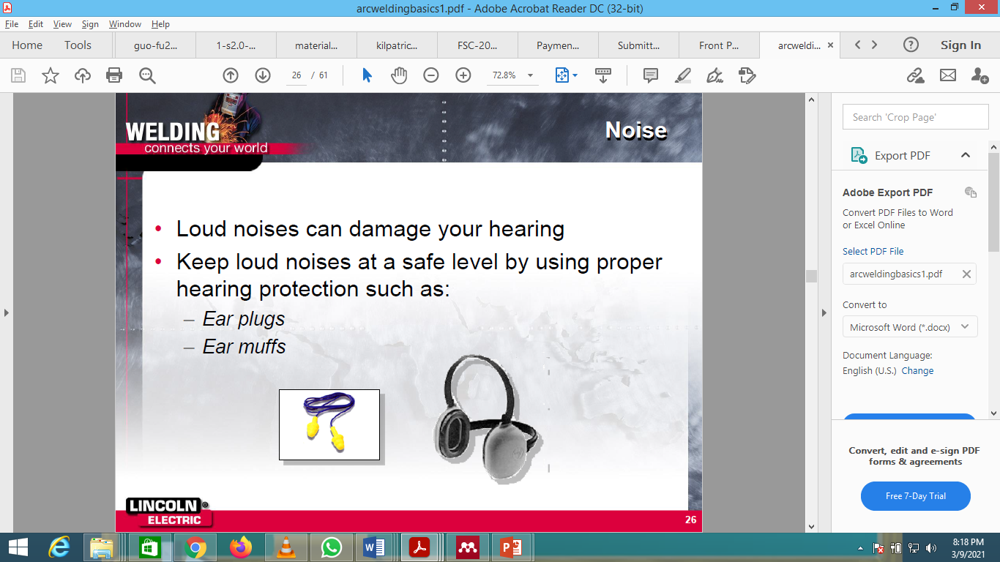 arcweldingbasics1.pdf - Adobe Acrobat Reader DC (32-bit)
File Edit View Sign Window Help
Home Tools guo-fu2... 1-s2.0-... material... kilpatric... FSC-20... Paymen... Submitt... Front P... arcweldi... Sign In
26 / 61 72.8%
WELDING
connects your world
Noise
• Loud noises can damage your hearing
• Keep loud noises at a safe level by using proper
hearing protection such as:
– Ear plugs
– Ear muffs
LINCOLN
ELECTRIC
26
Search 'Crop Page'
Export PDF
Adobe Export PDF
Convert PDF Files to Word
or Excel Online
Select PDF File
arcweldingbasics1.pdf
Convert to
Microsoft Word (*.docx)
Document Language:
English (U.S.) Change
Convert, edit and e-sign PDF
forms & agreements
Free 7-Day Trial
8:18 PM
3/9/2021